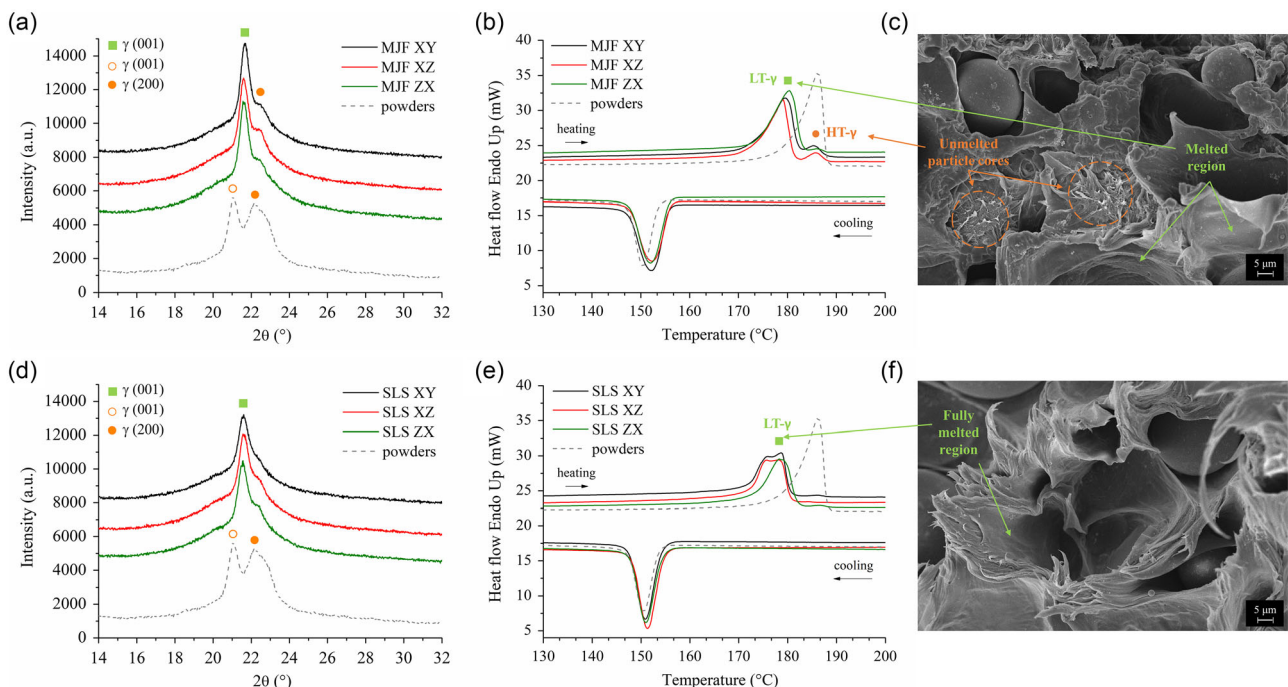 (a)
γ (001)
γ (001)
γ (200)
MJF XY
MJF XZ
MJF ZX
powders
Intensity (a.u.)
14000
12000
10000
8000
6000
4000
2000
0
14 16 18 20 22 24 26 28 30 32
2θ (°)
(b)
MJF XY
MJF XZ
MJF ZX
powders
LT-γ
HT-γ
heating
cooling
Heat flow Endo Up (mW)
40
35
30
25
20
15
10
5
130 140 150 160 170 180 190 200
Temperature (°C)
(c)
Unmelted
particle cores
Melted
region
5 μm
(d)
γ (001)
γ (001)
γ (200)
SLS XY
SLS XZ
SLS ZX
powders
Intensity (a.u.)
14000
12000
10000
8000
6000
4000
2000
0
14 16 18 20 22 24 26 28 30 32
2θ (°)
(e)
SLS XY
SLS XZ
SLS ZX
powders
LT-γ
heating
cooling
Heat flow Endo Up (mW)
40
35
30
25
20
15
10
5
130 140 150 160 170 180 190 200
Temperature (°C)
(f)
Fully
melted
region
5 μm